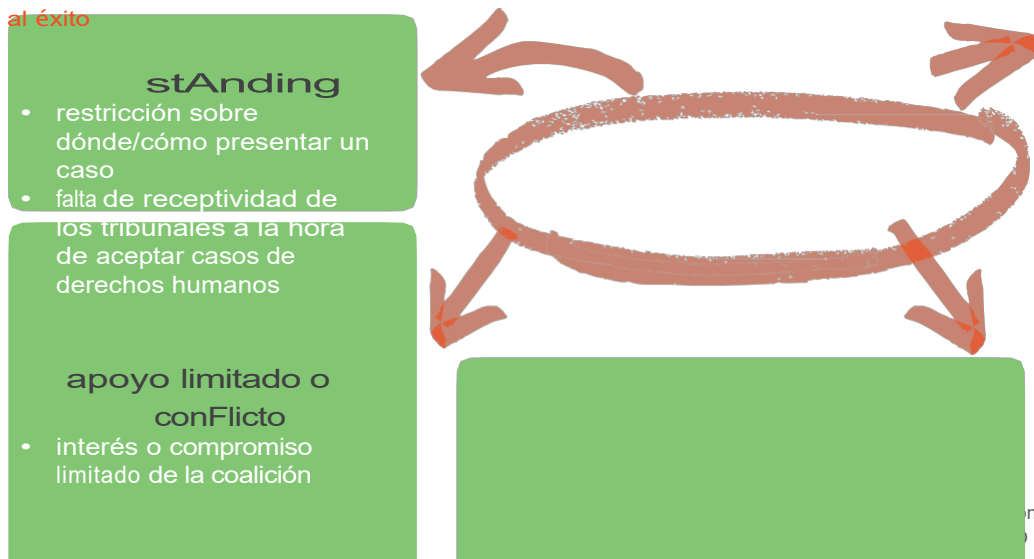 al éxito
stAnding
• restricción sobre
dónde/cómo presentar un
caso
• falta de receptividad de
los tribunales a la hora
de aceptar casos de
derechos humanos
apoyo limitado o
conFlicto
• interés o compromiso
limitado de la coalición